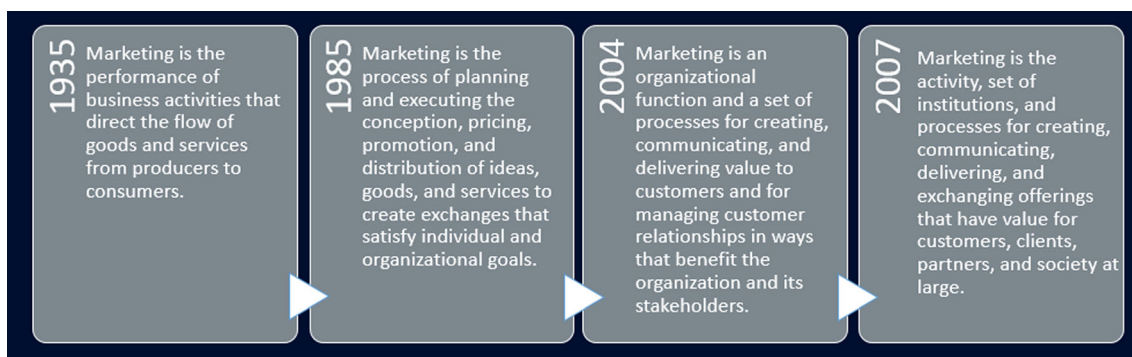 1935
Marketing is the
performance of
business activities that
direct the flow of
goods and services
from producers to
consumers.
1985
Marketing is the
process of planning
and executing the
conception, pricing,
promotion, and
distribution of ideas,
goods, and services to
create exchanges that
satisfy individual and
organizational goals.
2004
Marketing is an
organizational
function and a set of
processes for creating,
communicating, and
delivering value to
customers and for
managing customer
relationships in ways
that benefit the
organization and its
stakeholders.
2007
Marketing is the
activity, set of
institutions, and
processes for creating,
communicating,
delivering, and
exchanging offerings
that have value for
customers, clients,
partners, and society at
large.